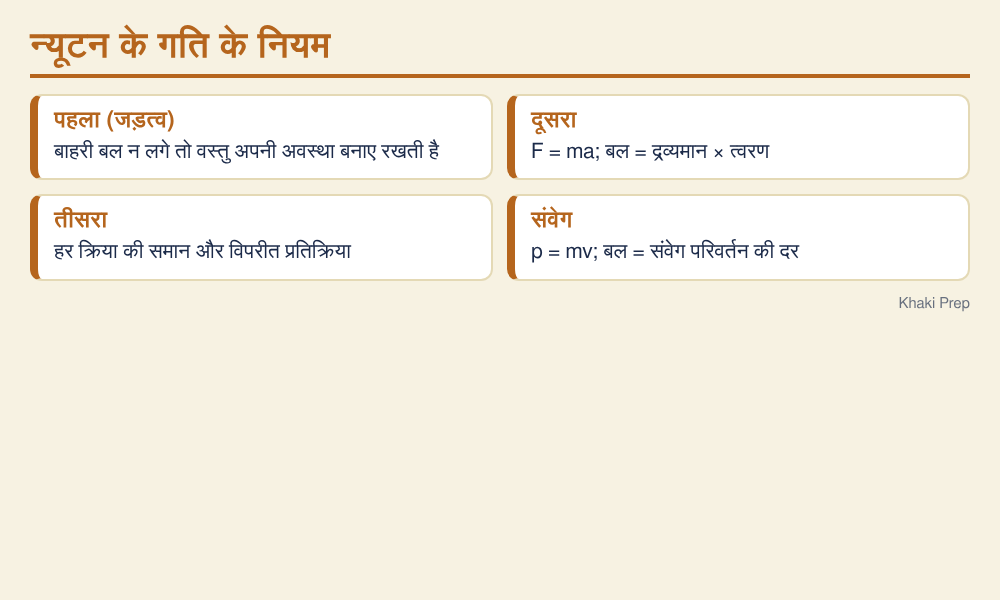 न्यूटन के गति के नियम
पहला (जड़त्व)
बाहरी बल न लगे तो वस्तु अपनी अवस्था बनाए रखती है
दूसरा
F = ma; बल = द्रव्यमान × त्वरण
तीसरा
हर क्रिया की समान और विपरीत प्रतिक्रिया
संवेग
p = mv; बल = संवेग परिवर्तन की दर
Khaki Prep